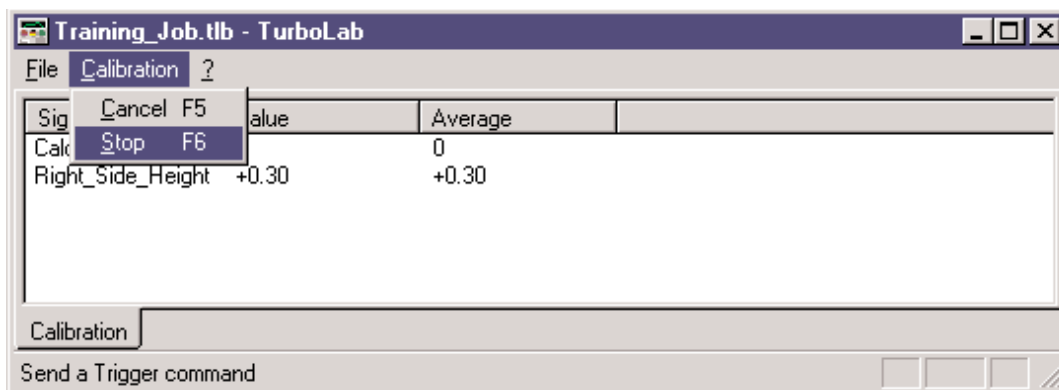 Training_Job.tlb - TurboLab
File Calibration ?
Cancel F5
Stop F6
Sig alue Average
Calc 0
Right_Side_Height +0.30 +0.30
Calibration
Send a Trigger command